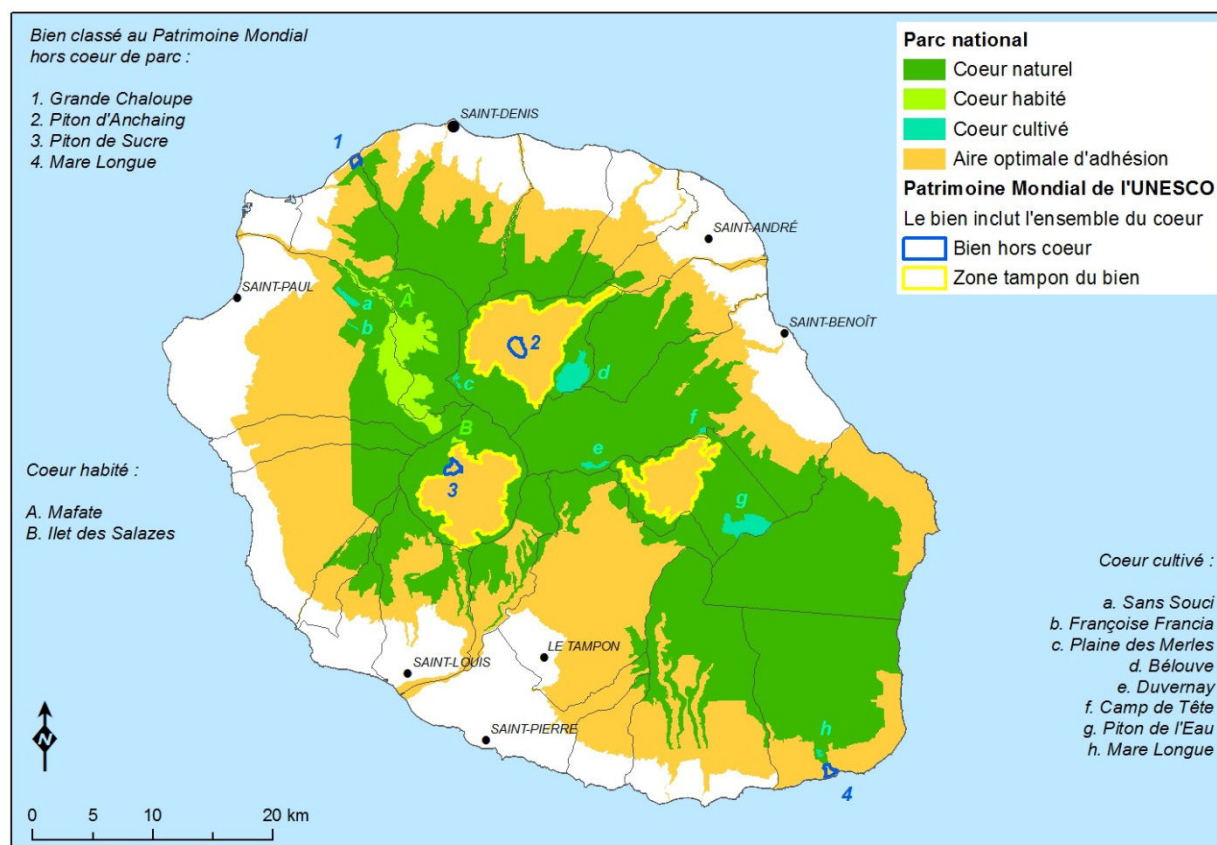 Bien classé au Patrimoine Mondial
hors coeur de parc :
1. Grande Chaloupe
2. Piton d'Anchaing
3. Piton de Sucre
4. Mare Longue
Parc national
Coeur naturel
Coeur habité
Coeur cultivé
Aire optimale d'adhésion
Patrimoine Mondial de l'UNESCO
Le bien inclut l'ensemble du coeur
Bien hors coeur
Zone tampon du bien
SAINT-DENIS
1
SAINT-ANDRÉ
SAINT-PAUL
A
a
b
SAINT-BENOÎT
2
c
d
B
f
e
3
g
Coeur habité :
A. Mafate
B. Ilet des Salazes
Coeur cultivé :
a. Sans Souci
b. Françoise Francia
c. Plaine des Merles
d. Bélouve
e. Duvernay
f. Camp de Tête
g. Piton de l'Eau
h. Mare Longue
LE TAMPON
SAINT-LOUIS
SAINT-PIERRE
h
4
N
0 10 20 km